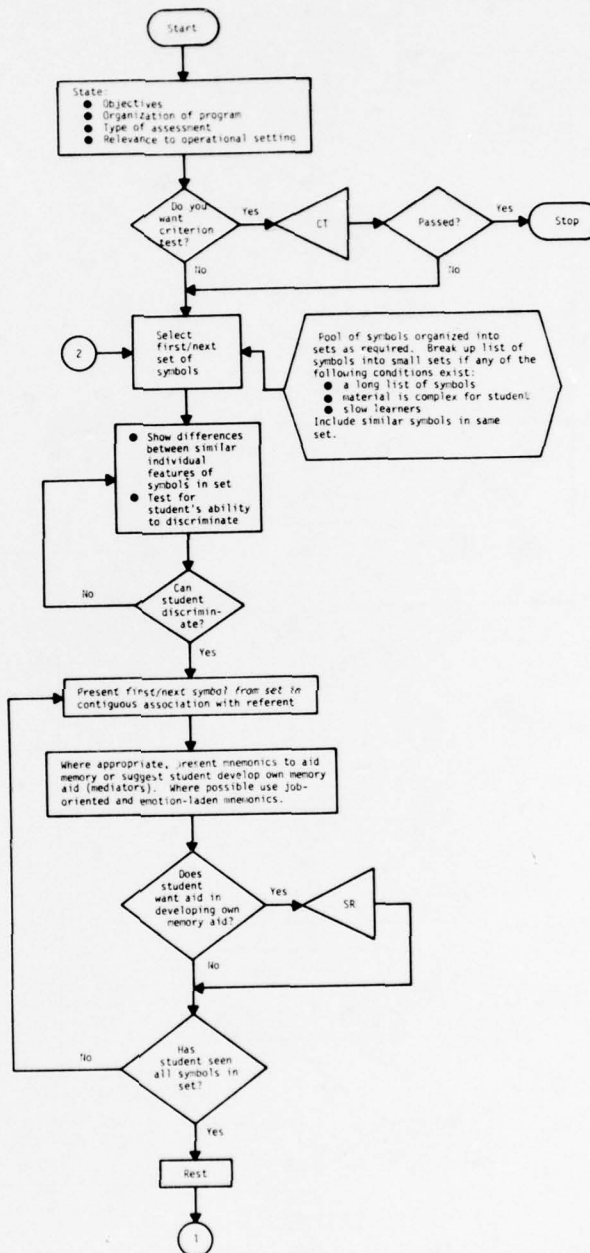 Start
State:
● Objectives
● Organization of program
● Type of assessment
● Relevance to operational setting
Do you
want
criterion
test?
Yes
CT
Passed?
Yes
Stop
No
No
2
Select
first/next
set of
symbols
Pool of symbols organized into
sets as required. Break up list of
symbols into small sets if any of the
following conditions exist:
● a long list of symbols
● material is complex for student
● slow learners
Include similar symbols in same
set.
● Show differences
between similar
individual
features of
symbols in set
● Test for
student's ability
to discriminate
No
Can
student
discrimin-
ate?
Yes
Present first/next symbol from set in
contiguous association with referent
Where appropriate, present mnemonics to aid
memory or suggest student develop own memory
aid (mediators). Where possible use job-
oriented and emotion-laden mnemonics.
Does
student
want aid in
developing own
memory aid?
Yes
SR
No
No
Has
student seen
all symbols in
set?
Yes
Rest
1